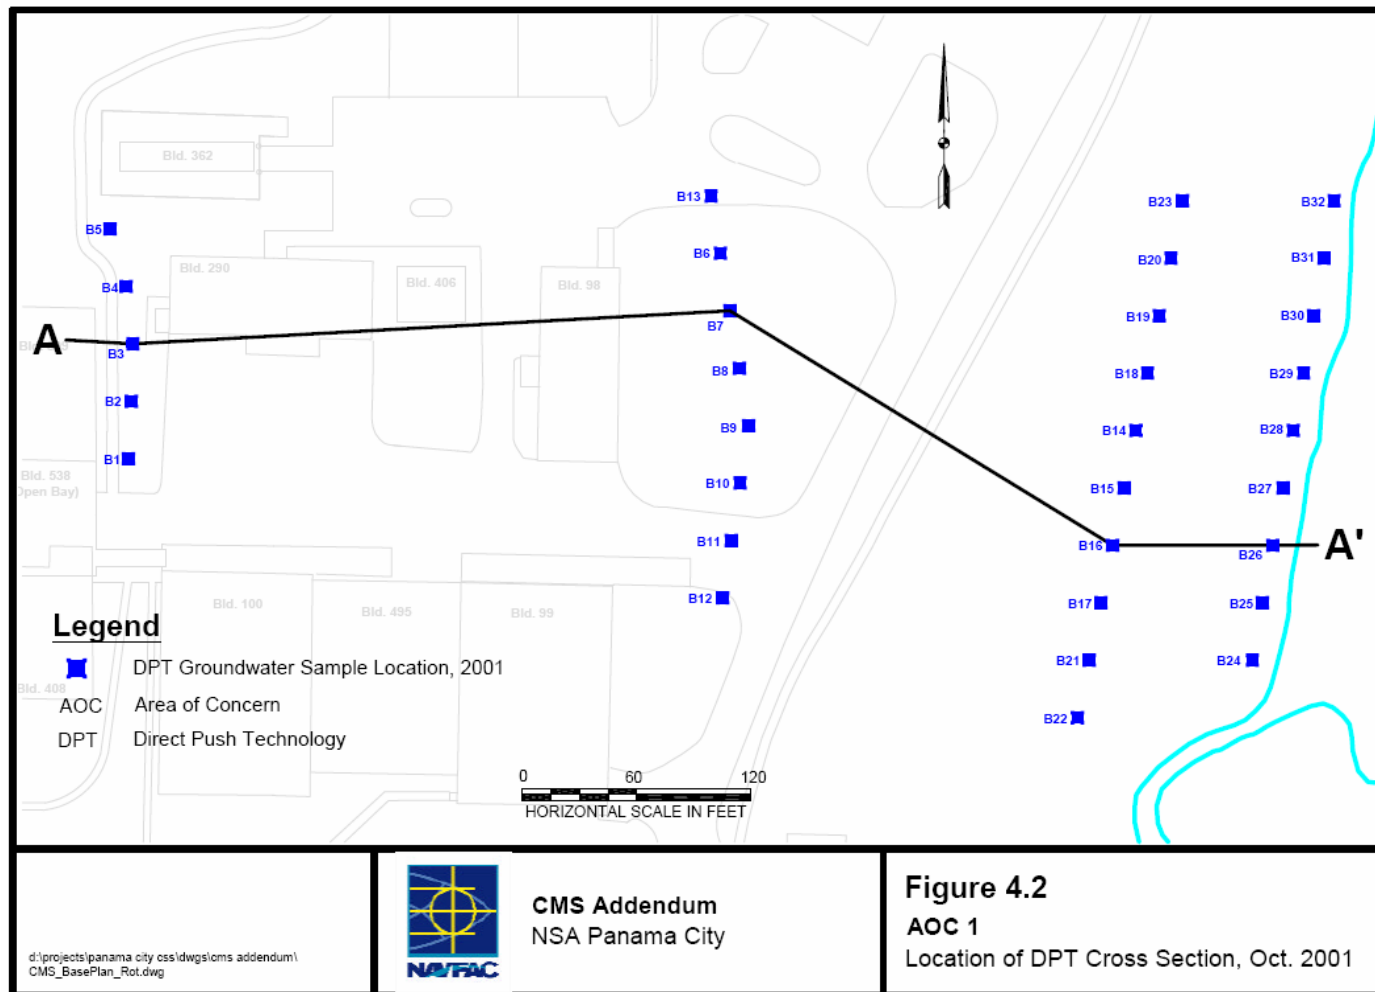 Bld. 362
B13
B23
B32
B5
B6
B20
B31
Bld. 290
Bld. 406
Bld. 98
B4
B7
B19
B30
A
B3
B8
B18
B29
B2
B9
B14
B28
B1
Bld. 538
Open Bay)
B10
B15
B27
B11
B16
B26
A'
Bld. 100
Bld. 495
Bld. 99
B12
B17
B25
Legend
DPT Groundwater Sample Location, 2001
B21
B24
Bld. 408
AOC Area of Concern
B22
DPT Direct Push Technology
0 60 120
HORIZONTAL SCALE IN FEET
d:\projects\panama city css\dwgs\cms addendum\
CMS_BasePlan_Rot.dwg
NAVFAC
CMS Addendum
NSA Panama City
Figure 4.2
AOC 1
Location of DPT Cross Section, Oct. 2001